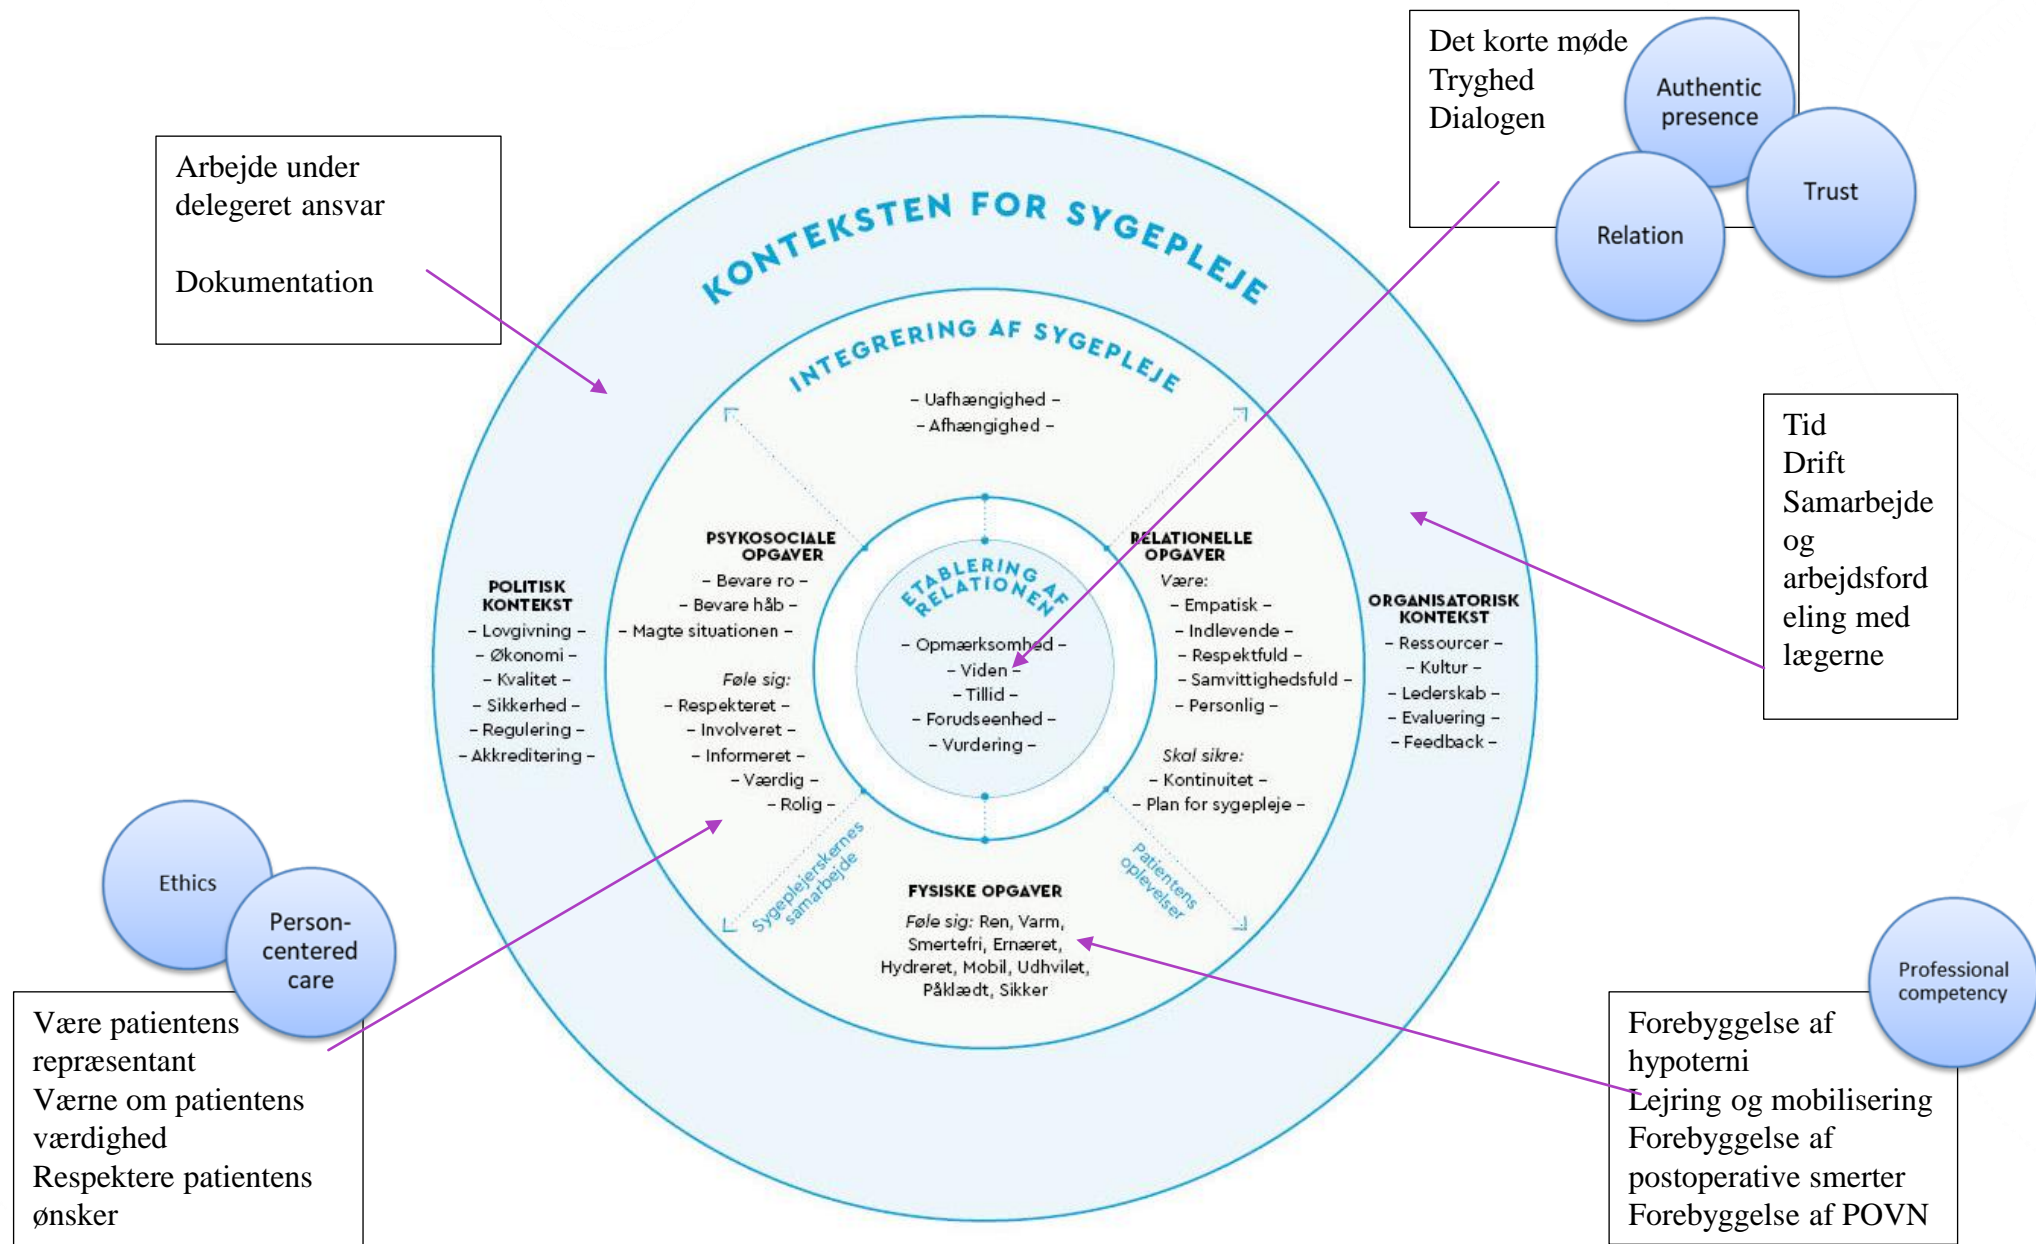 Det korte møde
Tryghed
Dialogen
Authentic
presence
Trust
Relation
Arbejde under
delegeret ansvar
Dokumentation
KONTEKSTEN FOR SYGEPLEJE
INTEGRERING AF SYGEPLEJE
– Uafhængighed –
– Afhængighed –
PSYKOSOCIALE
OPGAVER
– Bevare ro –
– Bevare håb –
– Magte situationen –
Føle sig:
– Respekteret –
– Involveret –
– Informeret –
– Værdig –
– Rolig –
ETABLERING AF
RELATIONEN
– Opmærksomhed –
– Viden –
– Tillid –
– Forudseenhed –
– Vurdering –
RELATIONELLE
OPGAVER
Være:
– Empatisk –
– Indlevende –
– Respektfuld –
– Samvittighedsfuld –
– Personlig –
Skal sikre:
– Kontinuitet –
– Plan for sygepleje –
POLITISK
KONTEKST
– Lovgivning –
– Økonomi –
– Kvalitet –
– Sikkerhed –
– Regulering –
– Akkreditering –
ORGANISATORISK
KONTEKST
– Ressourcer –
– Kultur –
– Lederskab –
– Evaluering –
– Feedback –
Tid
Drift
Samarbejde
og
arbejdsford
eling med
lægerne
Sygeplejerskernes
samarbejde
Patientens
oplevelser
FYSISKE OPGAVER
Føle sig: Ren, Varm,
Smertefri, Ernæret,
Hydreret, Mobil, Udhvilet,
Påklædt, Sikker
Ethics
Person-
centered
care
Være patientens
repræsentant
Værne om patientens
værdighed
Respektere patientens
ønsker
Professional
competency
Forebyggelse af
hypoterni
Lejring og mobilisering
Forebyggelse af
postoperative smerter
Forebyggelse af POVN